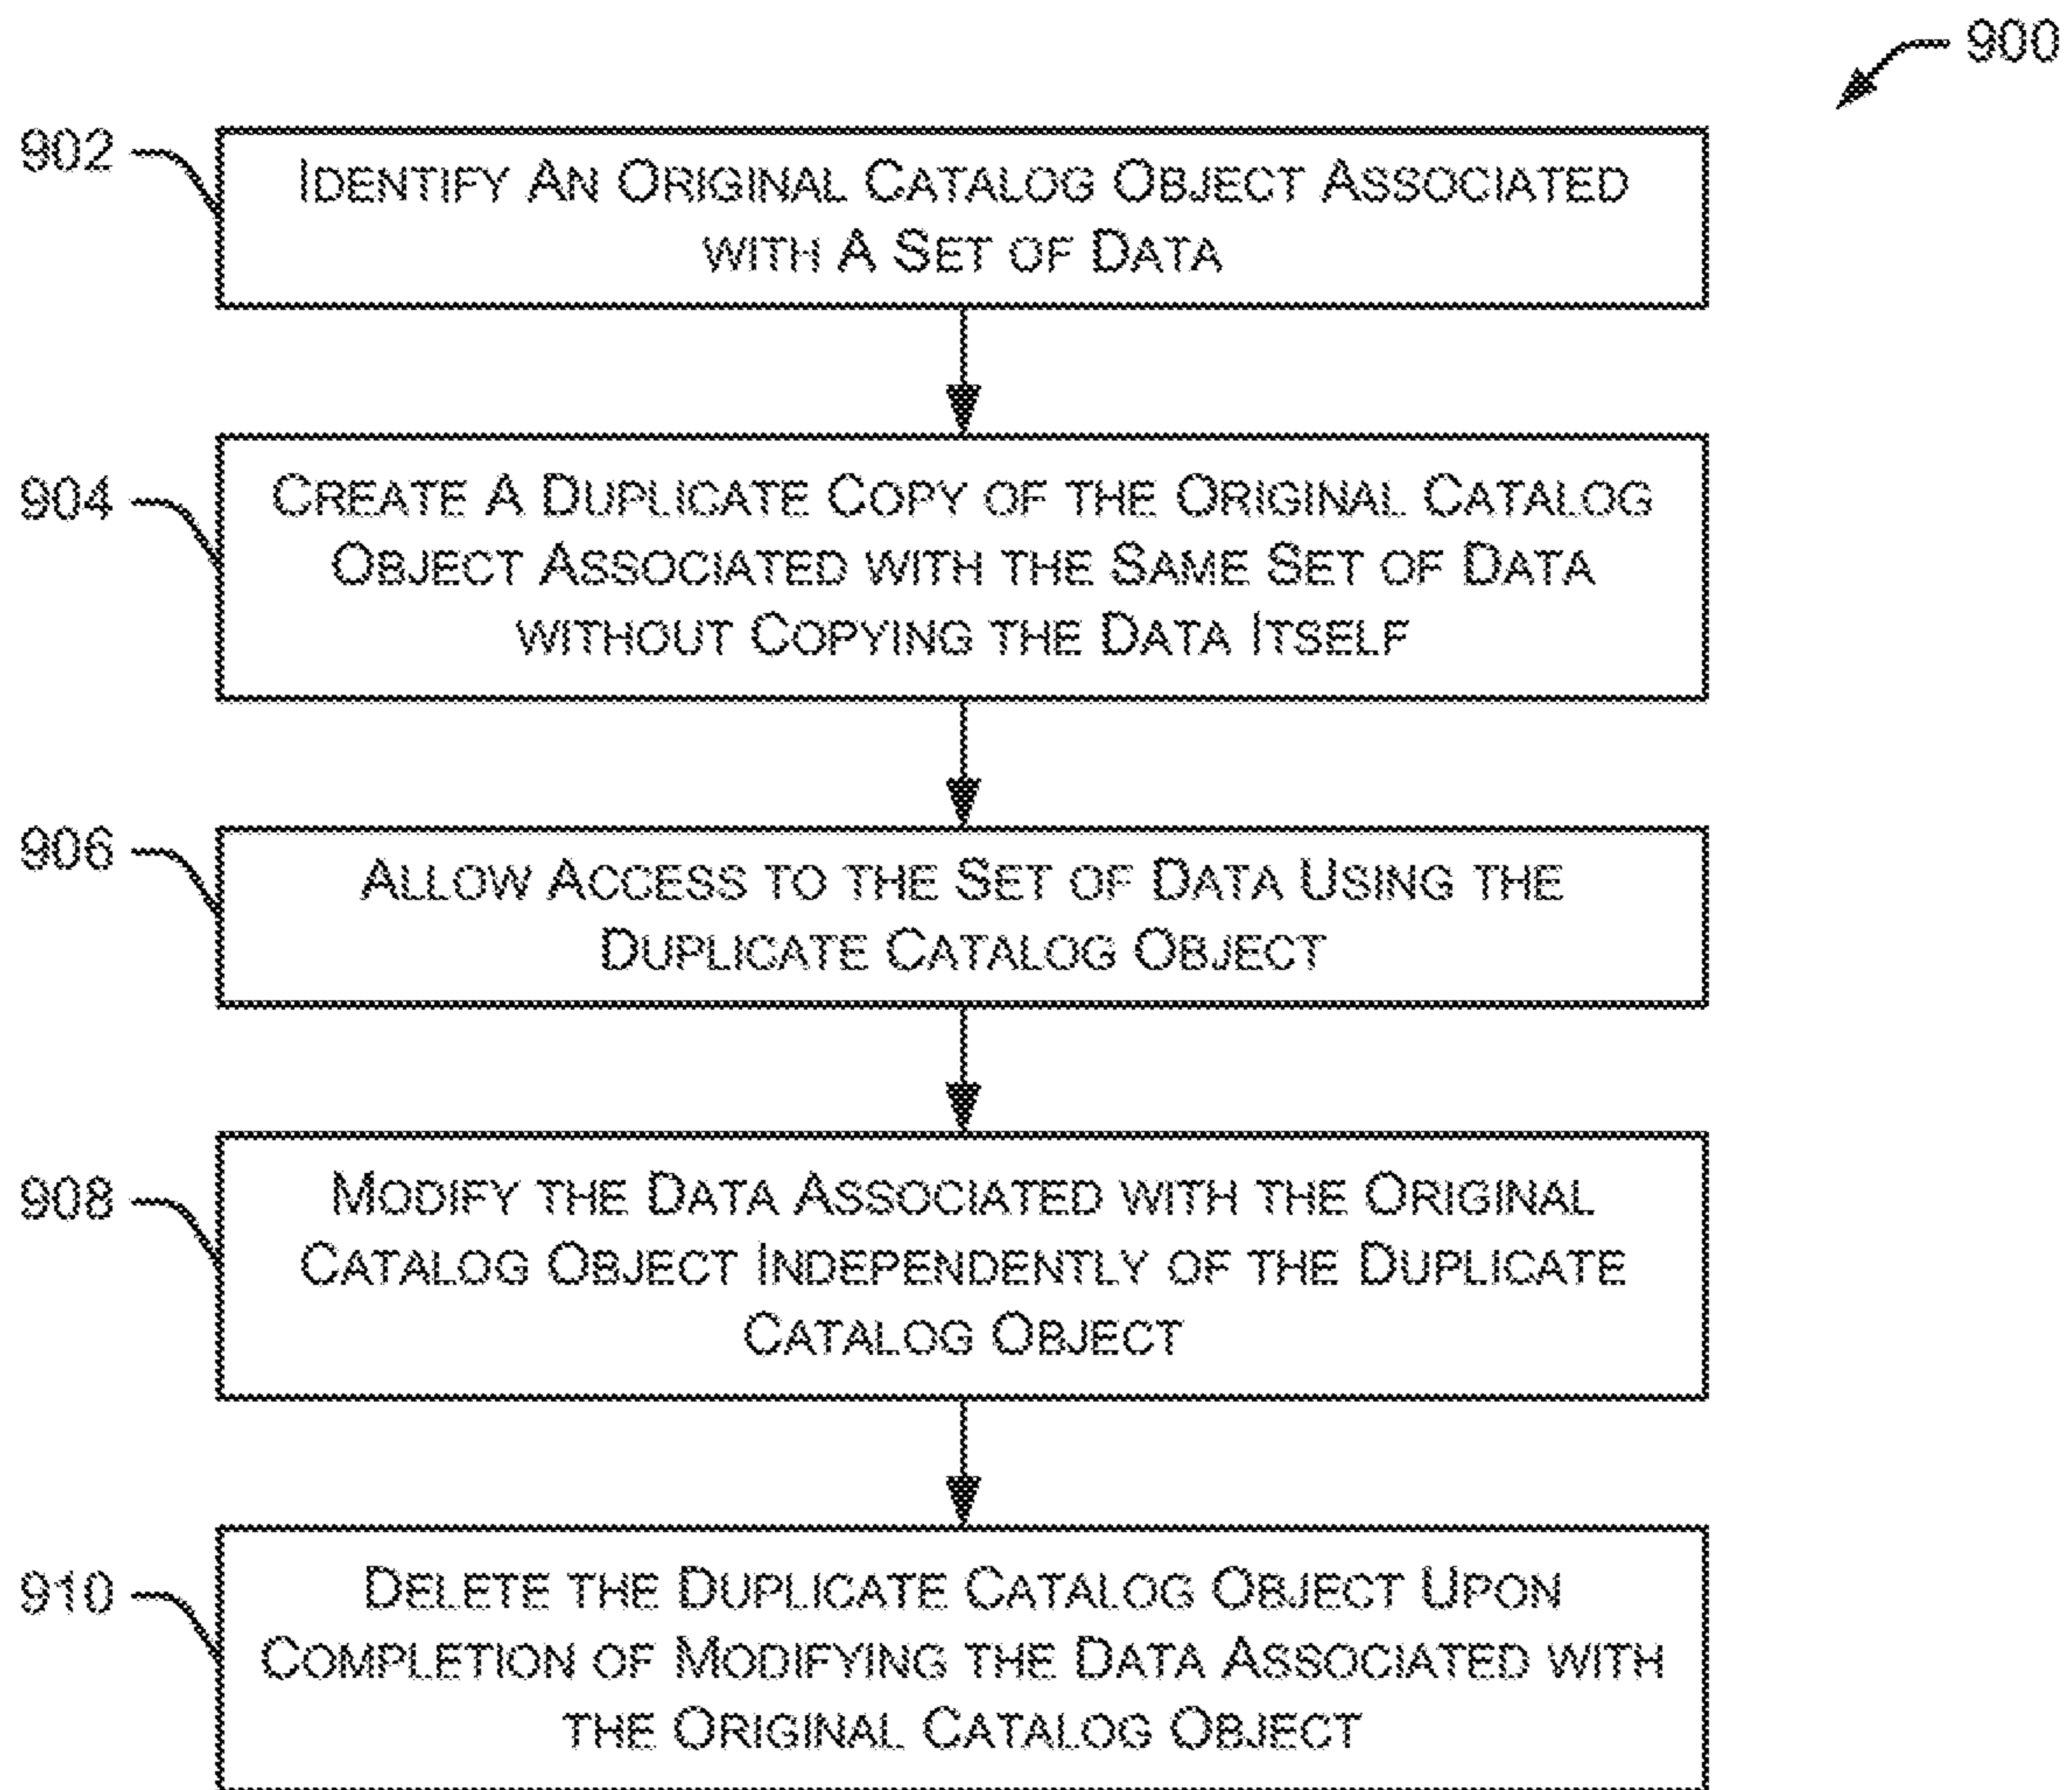 900
902
IDENTIFY AN ORIGINAL CATALOG OBJECT ASSOCIATED
WITH A SET OF DATA
904
CREATE A DUPLICATE COPY OF THE ORIGINAL CATALOG
OBJECT ASSOCIATED WITH THE SAME SET OF DATA
WITHOUT COPYING THE DATA ITSELF
906
ALLOW ACCESS TO THE SET OF DATA USING THE
DUPLICATE CATALOG OBJECT
908
MODIFY THE DATA ASSOCIATED WITH THE ORIGINAL
CATALOG OBJECT INDEPENDENTLY OF THE DUPLICATE
CATALOG OBJECT
910
DELETE THE DUPLICATE CATALOG OBJECT UPON
COMPLETION OF MODIFYING THE DATA ASSOCIATED WITH
THE ORIGINAL CATALOG OBJECT